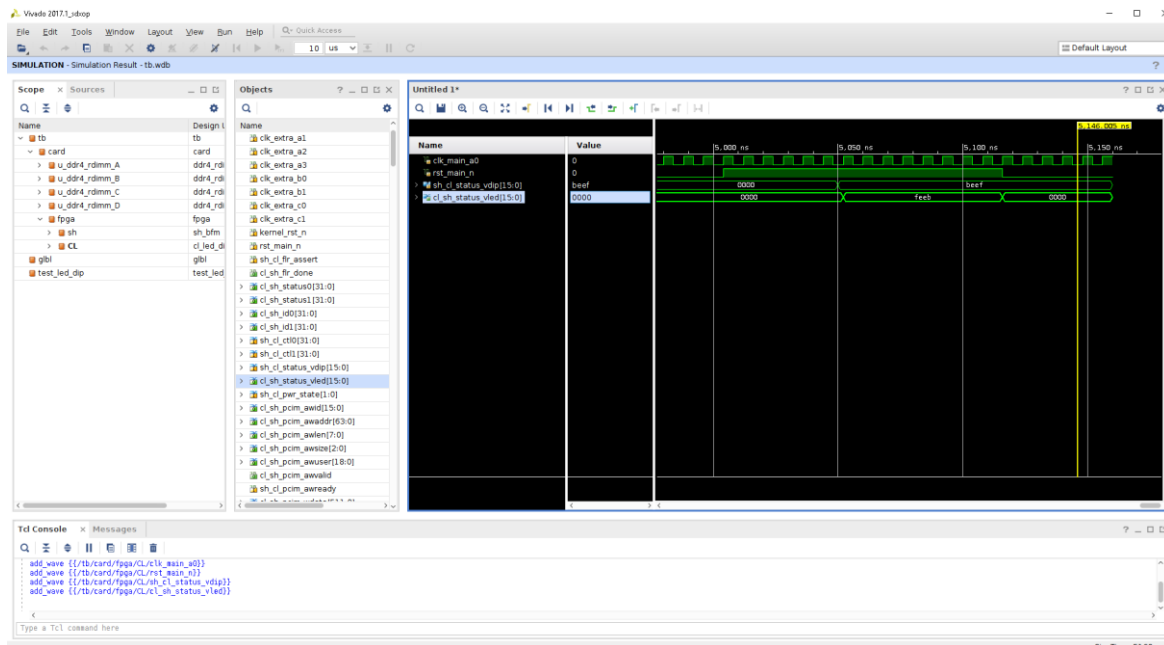 Vivado 2017.1_sdxop
File Edit Tools Window Layout View Run Help Quick Access
10 us Default Layout
SIMULATION - Simulation Result - tb.wdb ?
Scope × Sources
Name Design U
tb tb
card card
u_ddr4_rdimm_A ddr4_rdi
u_ddr4_rdimm_B ddr4_rdi
u_ddr4_rdimm_C ddr4_rdi
u_ddr4_rdimm_D ddr4_rdi
fpga fpga
sh sh_bfm
CL cl_led_di
glbl glbl
test_led_dip test_led
Objects
Name
clk_extra_a1
clk_extra_a2
clk_extra_a3
clk_extra_b0
clk_extra_b1
clk_extra_c0
clk_extra_c1
kernel_rst_n
rst_main_n
sh_cl_flr_assert
cl_sh_flr_done
cl_sh_status0[31:0]
cl_sh_status1[31:0]
cl_sh_id0[31:0]
cl_sh_id1[31:0]
sh_cl_ctl0[31:0]
sh_cl_ctl1[31:0]
sh_cl_status_vdip[15:0]
cl_sh_status_vled[15:0]
sh_cl_pwr_state[1:0]
cl_sh_pcim_awid[15:0]
cl_sh_pcim_awaddr[63:0]
cl_sh_pcim_awlen[7:0]
cl_sh_pcim_awsize[2:0]
cl_sh_pcim_awuser[18:0]
cl_sh_pcim_awvalid
sh_cl_pcim_awready
Untitled 1*
5,146.005 ns
Name Value 5,000 ns 5,050 ns 5,100 ns 5,150 ns
clk_main_a0 0
rst_main_n 0
sh_cl_status_vdip[15:0] beef 0000 beef
cl_sh_status_vled[15:0] 0000 0000 feeb 0000
Tcl Console × Messages
add_wave {{/tb/card/fpga/CL/clk_main_a0}}
add_wave {{/tb/card/fpga/CL/rst_main_n}}
add_wave {{/tb/card/fpga/CL/sh_cl_status_vdip}}
add_wave {{/tb/card/fpga/CL/cl_sh_status_vled}}
Type a Tcl command here